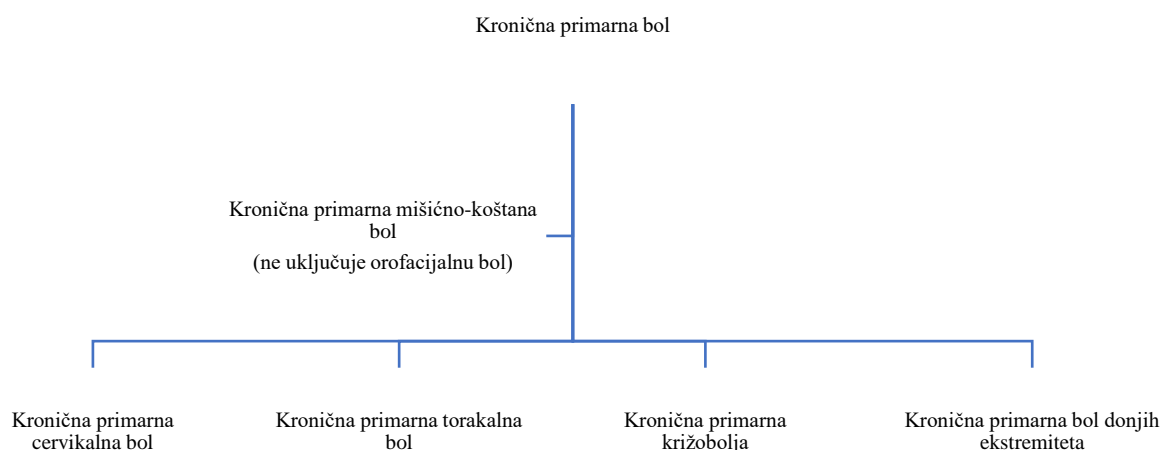 Kronična primarna bol
Kronična primarna mišićno-koštana
bol
(ne uključuje orofacijalnu bol)
Kronična primarna
cervikalna bol
Kronična primarna torakalna
bol
Kronična primarna
križobolja
Kronična primarna bol donjih
ekstremiteta